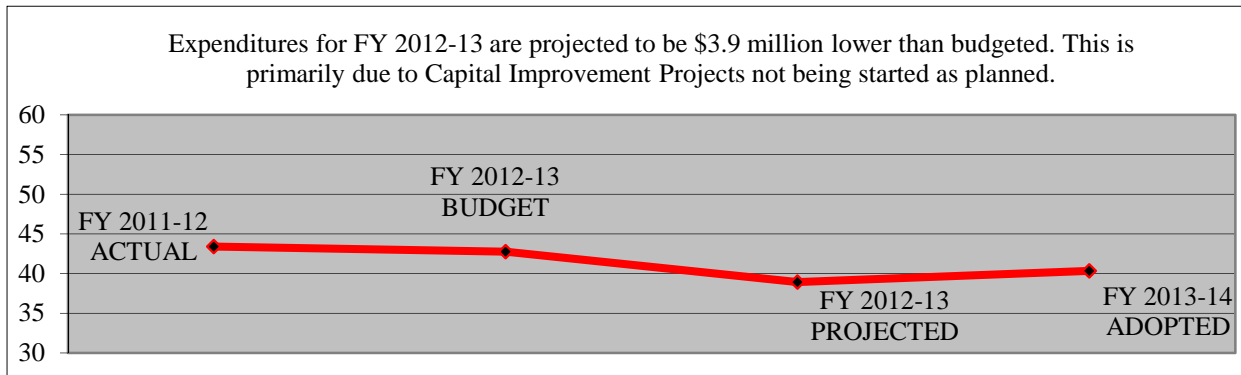 Expenditures for FY 2012-13 are projected to be $3.9 million lower than budgeted. This is
primarily due to Capital Improvement Projects not being started as planned.
60
55
50
45
40
35
30
FY 2011-12
ACTUAL
FY 2012-13
BUDGET
FY 2012-13
PROJECTED
FY 2013-14
ADOPTED